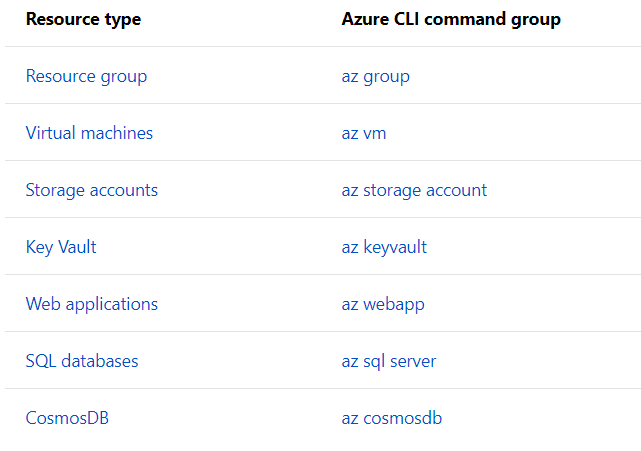 Resource type Azure CLI command group
Resource group az group
Virtual machines az vm
Storage accounts az storage account
Key Vault az keyvault
Web applications az webapp
SQL databases az sql server
CosmosDB az cosmosdb